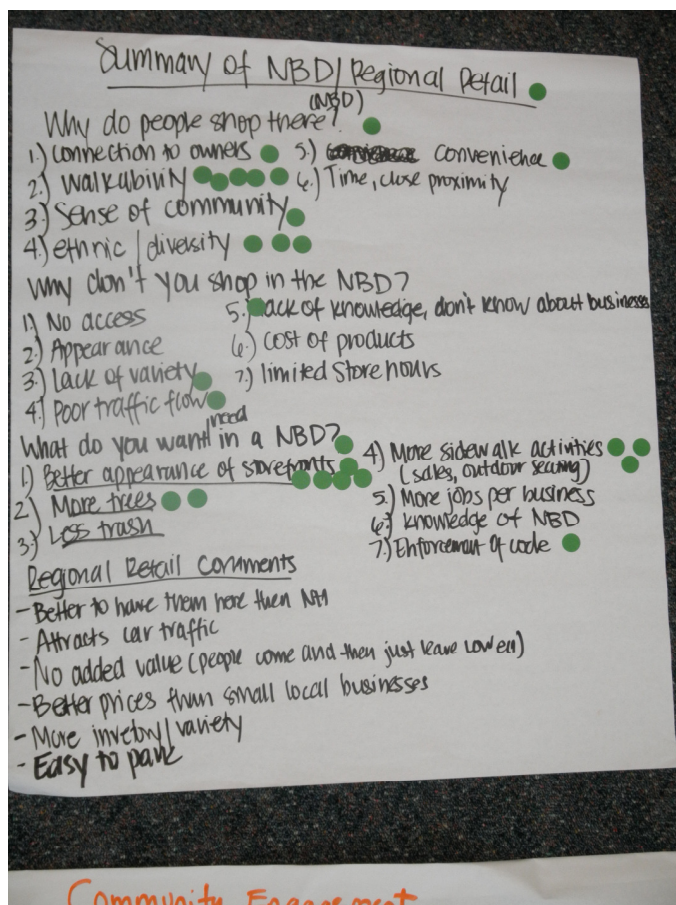 Summary of NBD/Regional Retail
(NBD)
Why do people shop there?
1.) Connection to owners
2.) Walkability
3.) Sense of community
4.) ethnic/diversity
5.) convenience
6.) Time, close proximity
Why don't you shop in the NBD?
1.) No access
2.) Appearance
3.) Lack of variety
4.) Poor traffic flow
5.) Lack of knowledge, don't know about businesses
6.) cost of products
7.) limited store hours
What do you want/need in a NBD?
1.) Better appearance of storefronts
2.) More trees
3.) Less trash
4.) More sidewalk activities
(sales, outdoor seating)
5.) More jobs per business
6.) knowledge of NBD
7.) Enforcement of code
Regional Retail Comments
- Better to have them here then NH
- Attracts car traffic
- No added value (people come and then just leave
- Better prices than small local businesses
- More invetory/variety
- Easy to park
Community Engagement